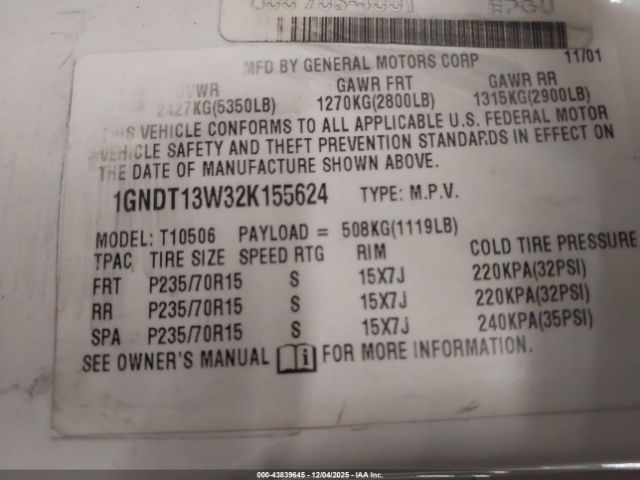 MFD BY GENERAL MOTORS CORP 11/01
GVWR GAWR FRT GAWR RR
2427KG(5350LB) 1270KG(2800LB) 1315KG(2900LB)
THIS VEHICLE CONFORMS TO ALL APPLICABLE U.S. FEDERAL MOTOR
VEHICLE SAFETY AND THEFT PREVENTION STANDARDS IN EFFECT ON
THE DATE OF MANUFACTURE SHOWN ABOVE.
1GNDT13W32K155624 TYPE: M.P.V.
MODEL: T10506 PAYLOAD = 508KG(1119LB)
TPAC TIRE SIZE SPEED RTG RIM COLD TIRE PRESSURE
FRT P235/70R15 S 15X7J 220KPA(32PSI)
RR P235/70R15 S 15X7J 220KPA(32PSI)
SPA P235/70R15 S 15X7J 240KPA(35PSI)
SEE OWNER'S MANUAL FOR MORE INFORMATION.
000-43839645 - 12/04/2025 - IAA Inc.